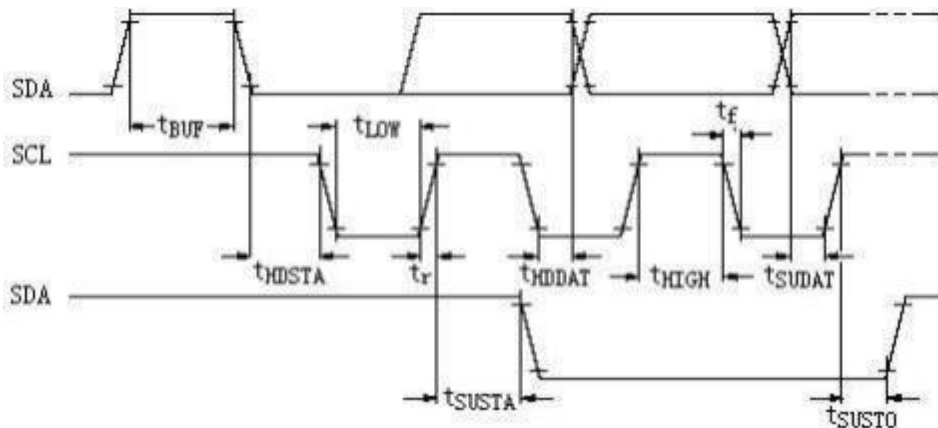 SDA
tBUF
tLOW
tf
SCL
tHDSTA
tr
tHDDAT
tHIGH
tSUDAT
SDA
tSUSTA
tSUSTO